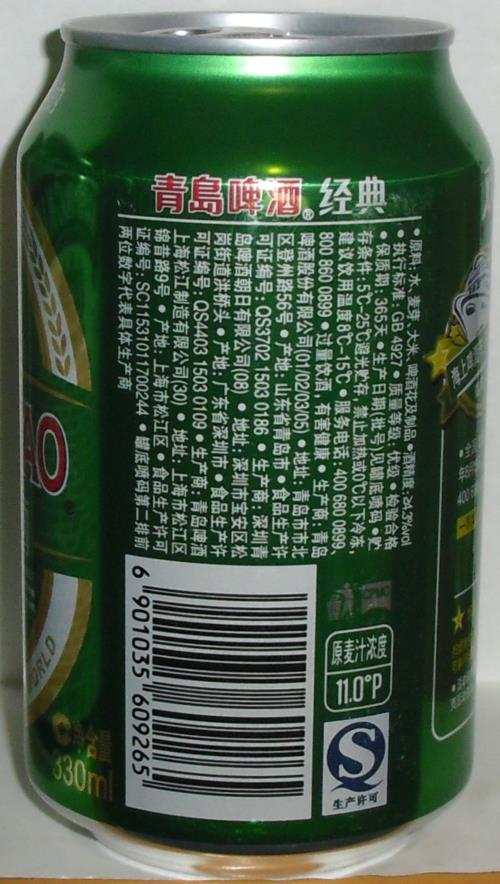 青岛啤酒® 经典
•原料:水、麦芽、大米、啤酒花及制品•酒精度:≥4.3%vol
•执行标准:GB 4927•质量等级:优级•检验合格
•保质期:365天•生产日期(批号)见罐底喷码•贮
存条件:5℃-25℃避光贮存,禁止加热或0℃以下冷冻,
建议饮用温度8℃-15℃•服务电话:400 680 0899、
800 860 0899•过量饮酒,有害健康•生产商:青岛
啤酒股份有限公司(01/02/03/05)•地址:青岛市市北
区登州路56号•产地:山东省青岛市•食品生产许
可证编号:QS3702 1503 0186•生产商:深圳青
岛啤酒朝日有限公司(08)•地址:深圳市宝安区松
岗街道洪桥头•产地:广东省深圳市•食品生产许
可证编号:QS4403 1503 0109•生产商:青岛啤酒
上海松江制造有限公司(30)•地址:上海市松江区
锦昔路9号•产地:上海市松江区•食品生产许可
证编号:SC11531011700244•罐底喷码第二排前
两位数字代表具体生产商
6 901035 609265
原麦汁浓度
11.0°P
生产许可
AO
®
WORLD
净含量
330ml